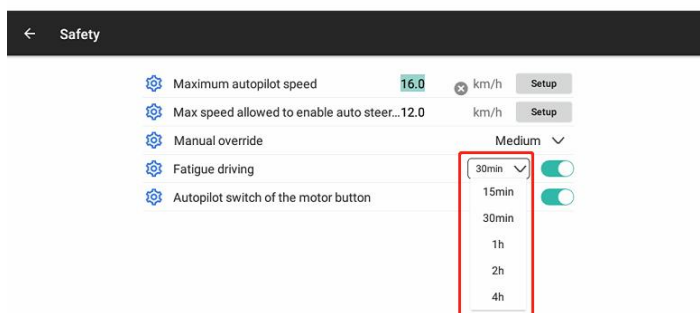 Safety
Maximum autopilot speed 16.0 km/h Setup
Max speed allowed to enable auto steer...12.0 km/h Setup
Manual override Medium
Fatigue driving 30min
Autopilot switch of the motor button
15min
30min
1h
2h
4h